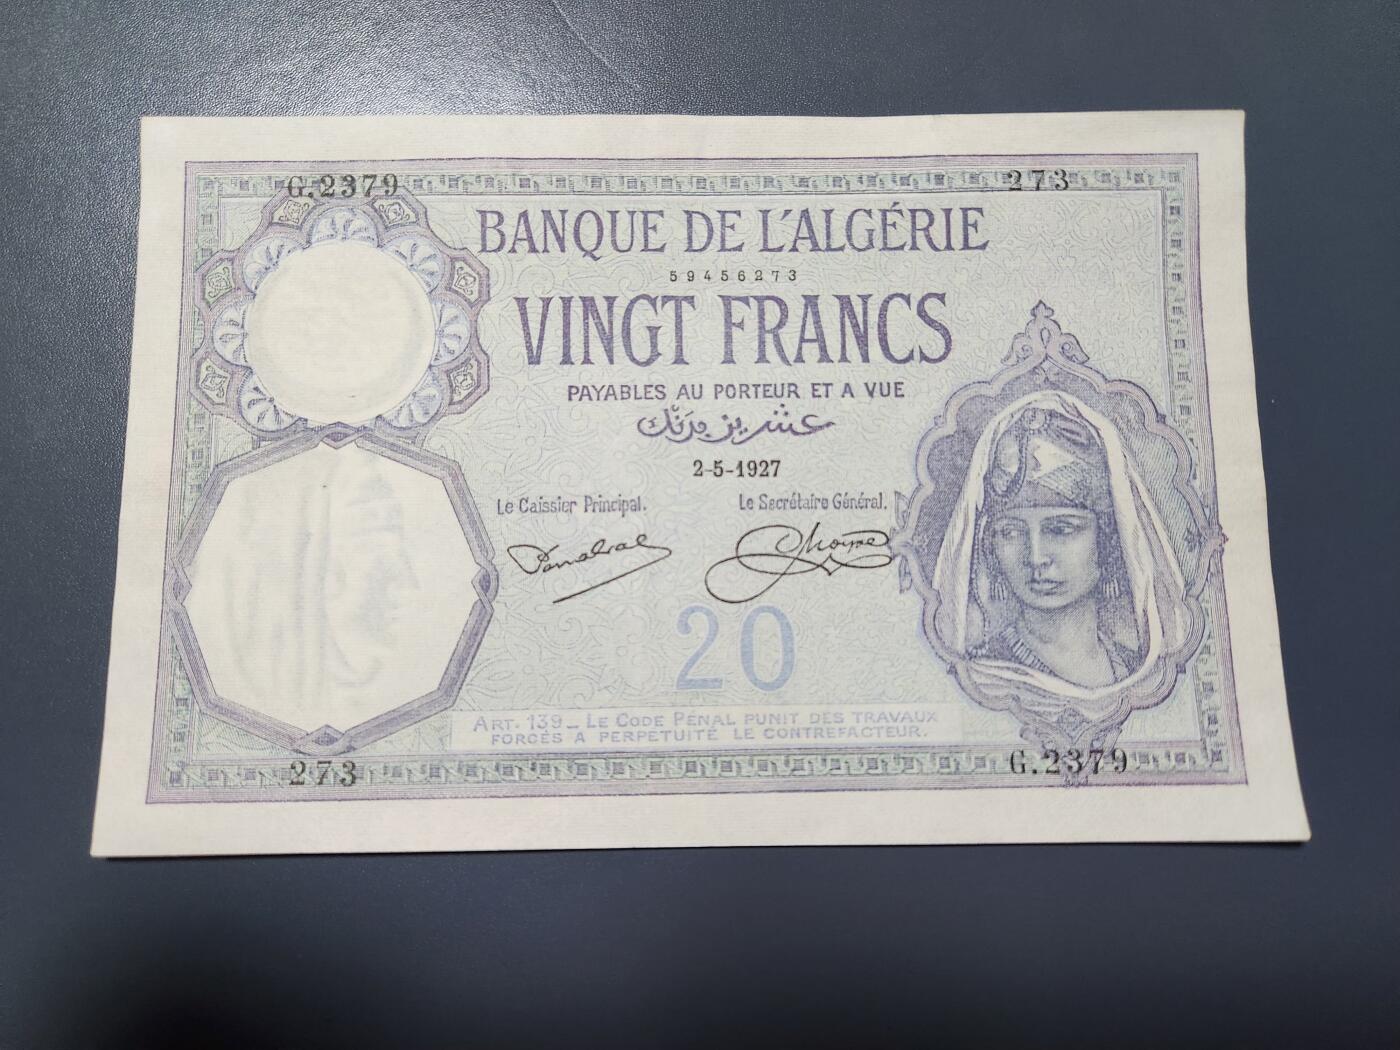 G.2379
273
BANQUE DE L'ALGÉRIE
59456273
VINGT FRANCS
PAYABLES AU PORTEUR ET A VUE
عشرين فرنك
2-5-1927
Le Caissier Principal. Le Secrétaire Général.
20
ART. 139_ LE CODE PÉNAL PUNIT DES TRAVAUX
FORCÉS A PERPETUITÉ LE CONTREFACTEUR.
273
G.2379